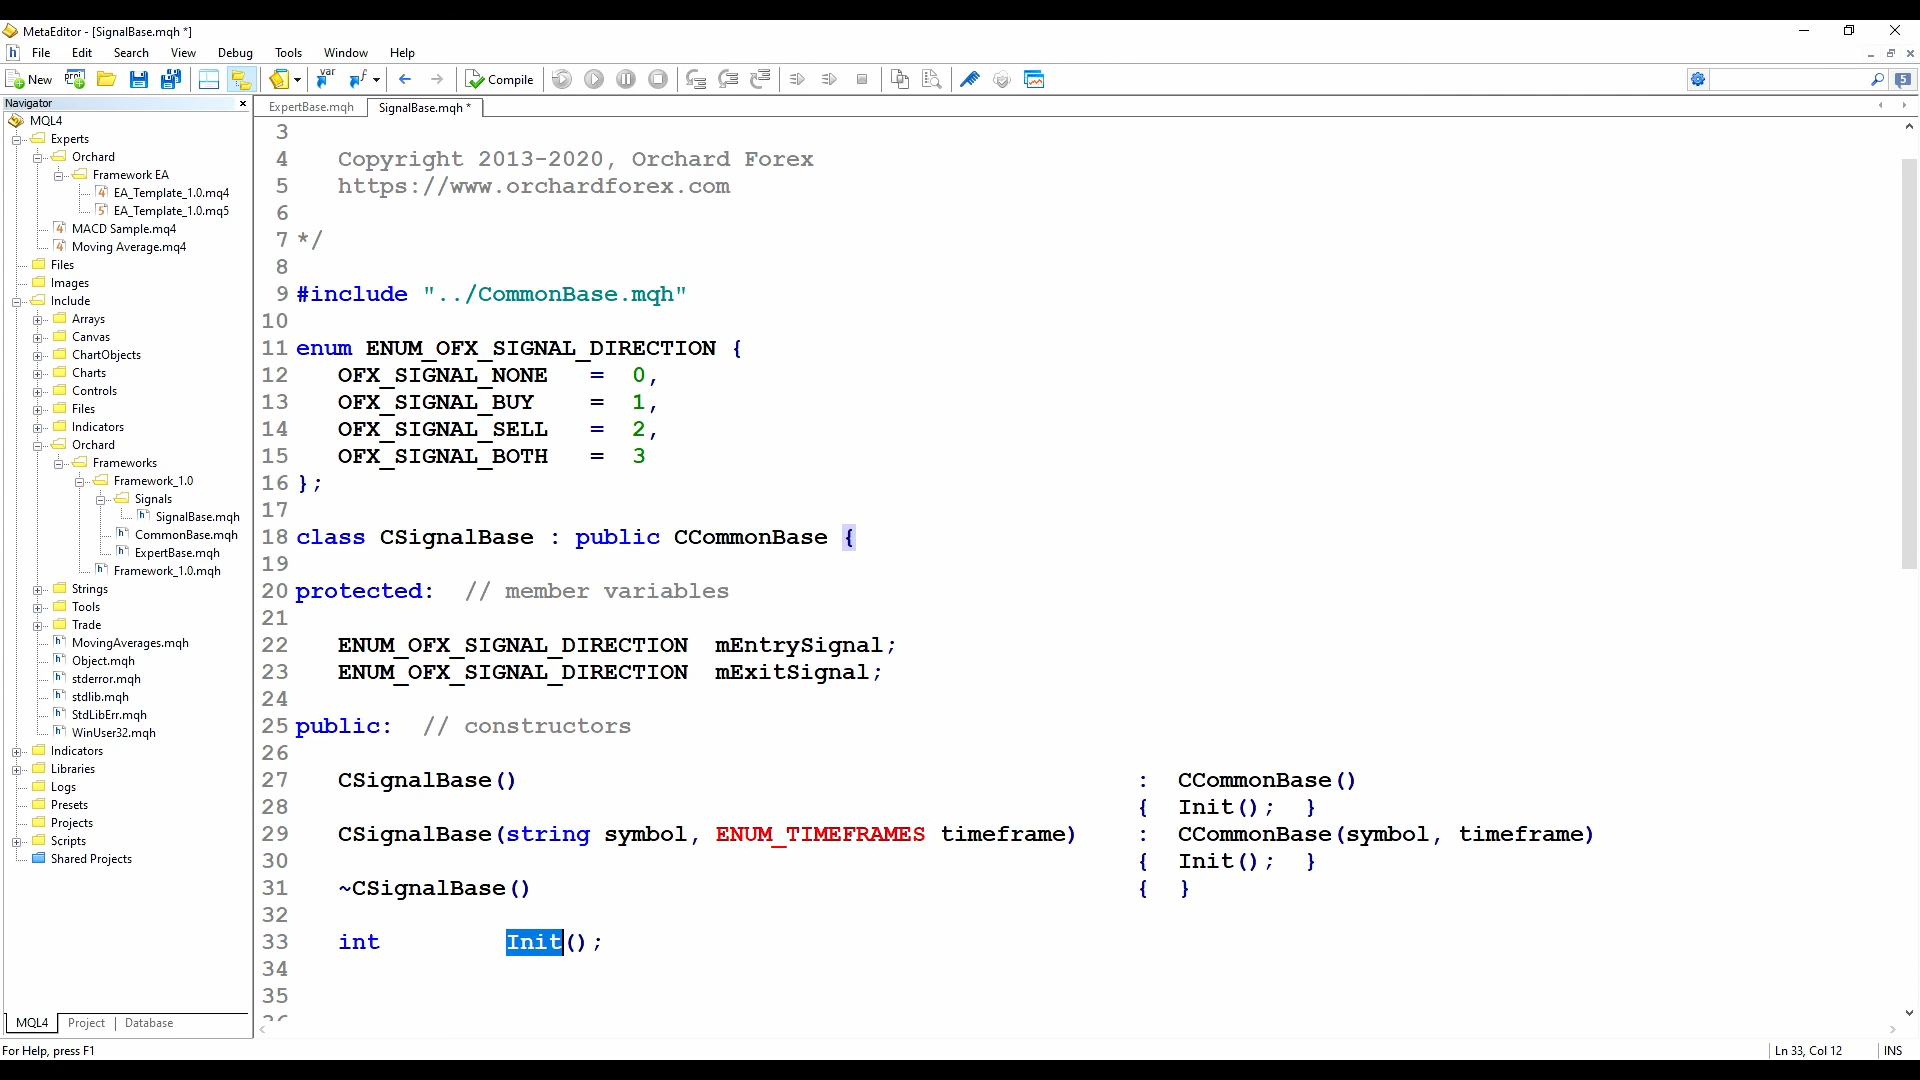 MetaEditor - [SignalBase.mqh *]
File Edit Search View Debug Tools Window Help
New Compile 5
Navigator
MQL4
Experts
Orchard
Framework EA
EA_Template_1.0.mq4
EA_Template_1.0.mq5
MACD Sample.mq4
Moving Average.mq4
Files
Images
Include
Arrays
Canvas
ChartObjects
Charts
Controls
Files
Indicators
Orchard
Frameworks
Framework_1.0
Signals
SignalBase.mqh
CommonBase.mqh
ExpertBase.mqh
Framework_1.0.mqh
Strings
Tools
Trade
MovingAverages.mqh
Object.mqh
stderror.mqh
stdlib.mqh
StdLibErr.mqh
WinUser32.mqh
Indicators
Libraries
Logs
Presets
Projects
Scripts
Shared Projects
MQL4 Project Database
ExpertBase.mqh SignalBase.mqh *
3
4 Copyright 2013-2020, Orchard Forex
5 https://www.orchardforex.com
6
7 */
8
9 #include "../CommonBase.mqh"
10
11 enum ENUM_OFX_SIGNAL_DIRECTION {
12 OFX_SIGNAL_NONE = 0,
13 OFX_SIGNAL_BUY = 1,
14 OFX_SIGNAL_SELL = 2,
15 OFX_SIGNAL_BOTH = 3
16 };
17
18 class CSignalBase : public CCommonBase {
19
20 protected: // member variables
21
22 ENUM_OFX_SIGNAL_DIRECTION mEntrySignal;
23 ENUM_OFX_SIGNAL_DIRECTION mExitSignal;
24
25 public: // constructors
26
27 CSignalBase() : CCommonBase()
28 { Init(); }
29 CSignalBase(string symbol, ENUM_TIMEFRAMES timeframe) : CCommonBase(symbol, timeframe)
30 { Init(); }
31 ~CSignalBase() { }
32
33 int Init();
34
35
For Help, press F1 Ln 33, Col 12 INS